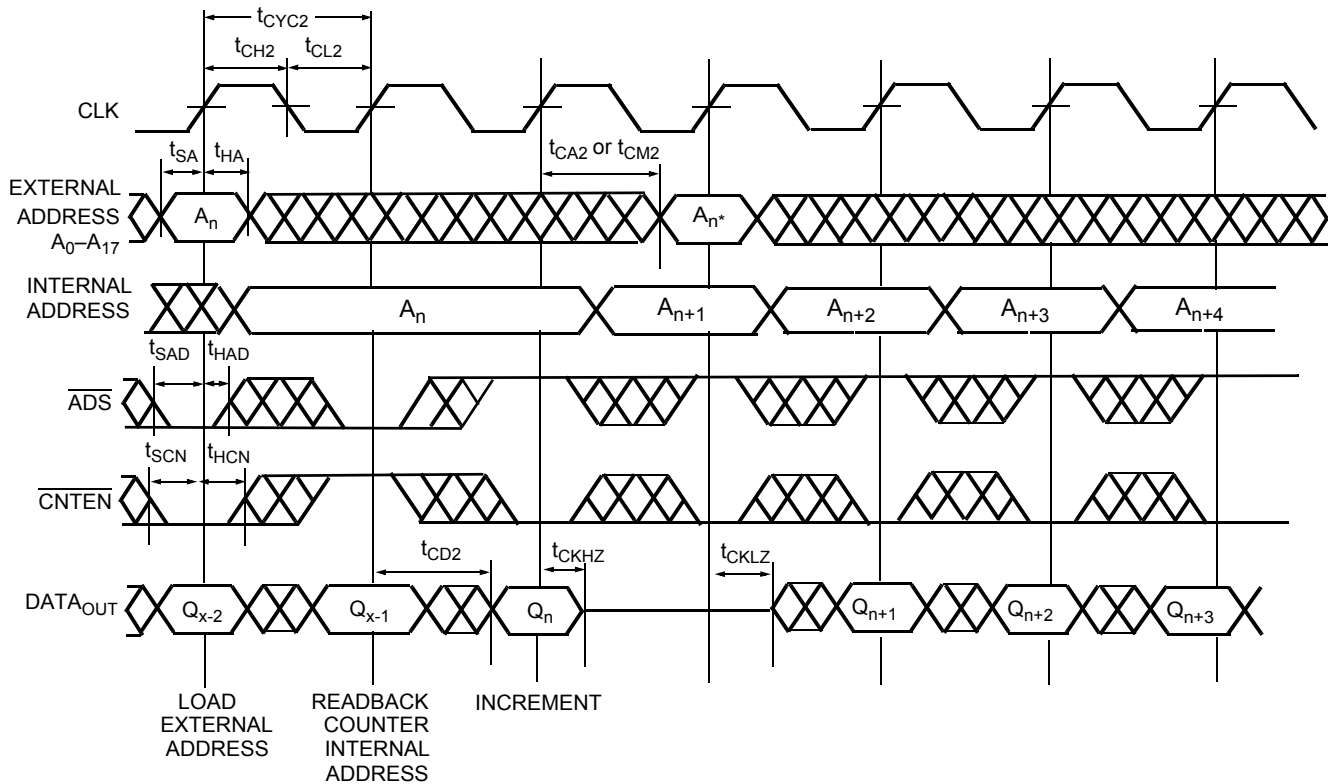 tCYC2
tCH2 tCL2
CLK
tSA tHA tCA2 or tCM2
EXTERNAL
ADDRESS
A0–A17
An An*
INTERNAL
ADDRESS
An An+1 An+2 An+3 An+4
tSAD tHAD
ADS
tSCN tHCN
CNTEN
tCD2 tCKHZ tCKLZ
DATAOUT
Qx-2 Qx-1 Qn Qn+1 Qn+2 Qn+3
LOAD
EXTERNAL
ADDRESS
READBACK
COUNTER
INTERNAL
ADDRESS
INCREMENT